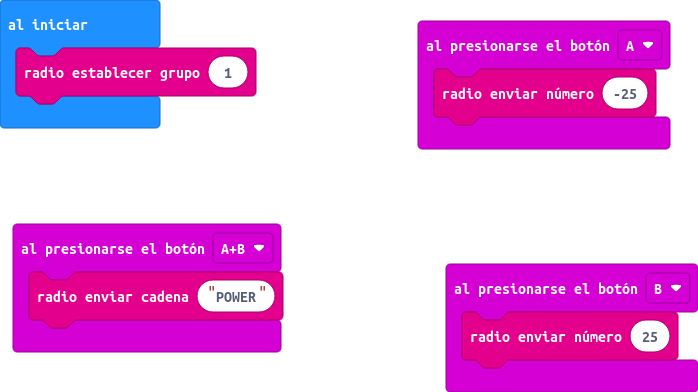 al iniciar
radio establecer grupo 1
al presionarse el botón A
radio enviar número -25
al presionarse el botón A+B
radio enviar cadena "POWER"
al presionarse el botón B
radio enviar número 25